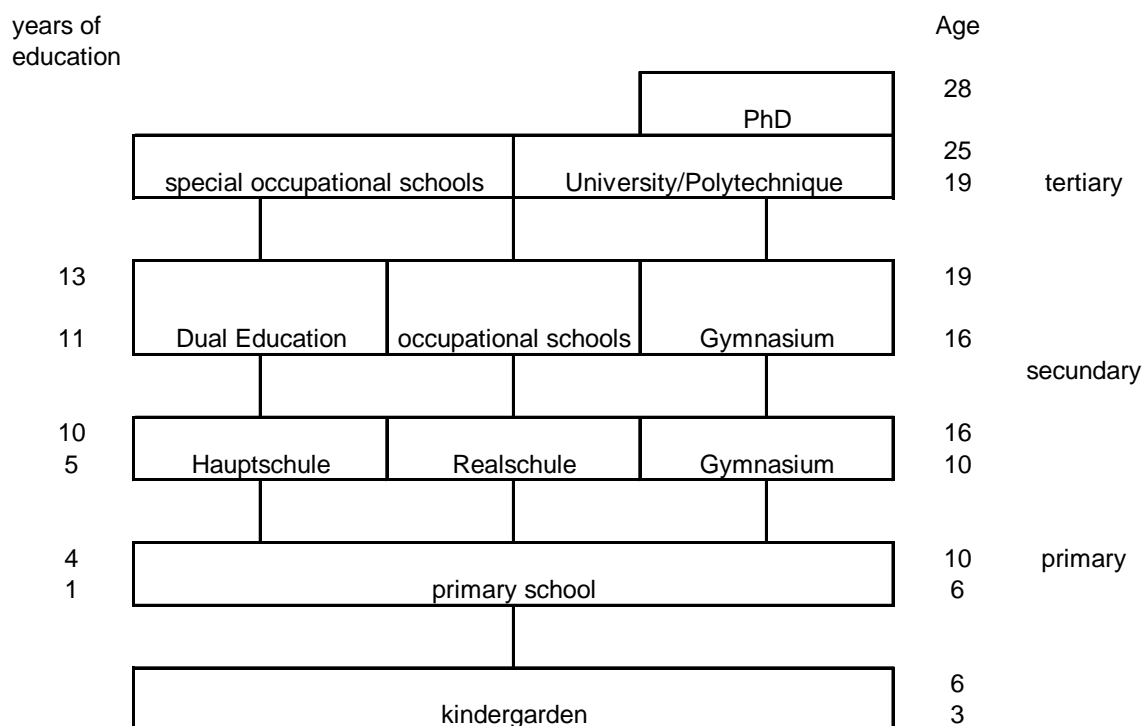 years of
education
Age
28
PhD
25
special occupational schools University/Polytechnique 19 tertiary
13 19
11 Dual Education occupational schools Gymnasium 16
secundary
10 16
5 Hauptschule Realschule Gymnasium 10
4 10 primary
1 primary school 6
6
kindergarden 3